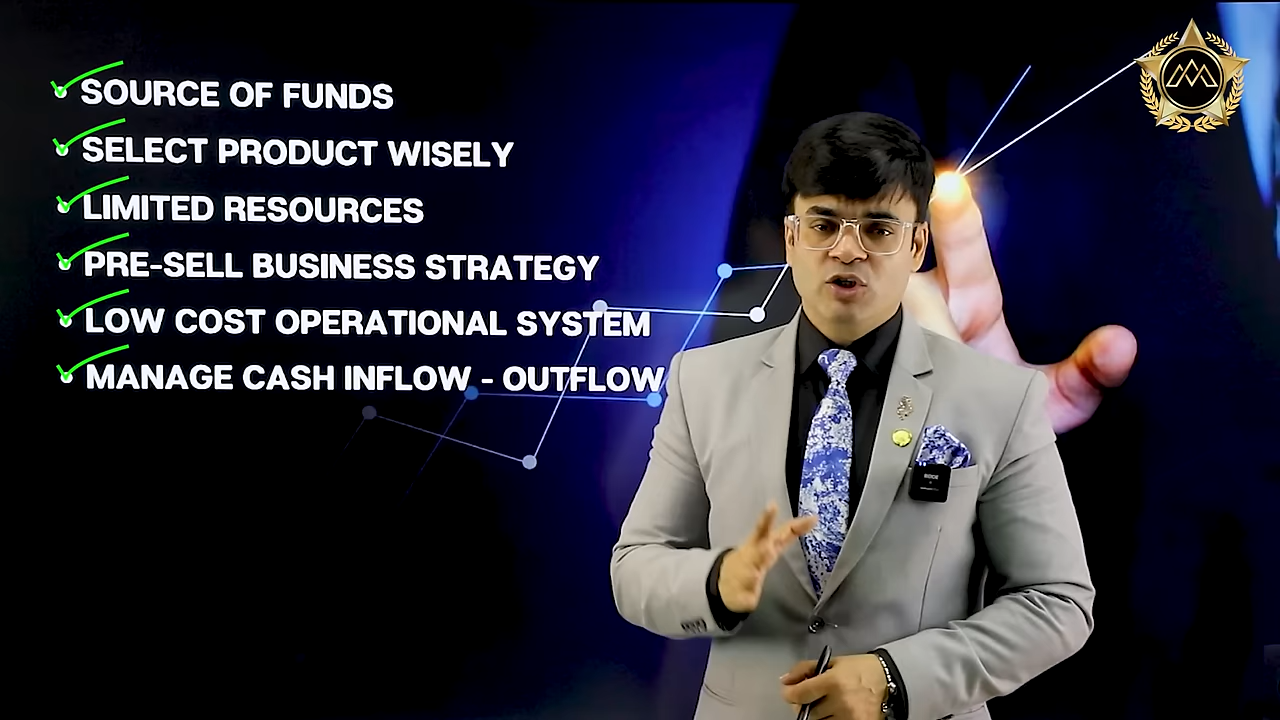 SOURCE OF FUNDS
SELECT PRODUCT WISELY
LIMITED RESOURCES
PRE-SELL BUSINESS STRATEGY
LOW COST OPERATIONAL SYSTEM
MANAGE CASH INFLOW - OUTFLOW